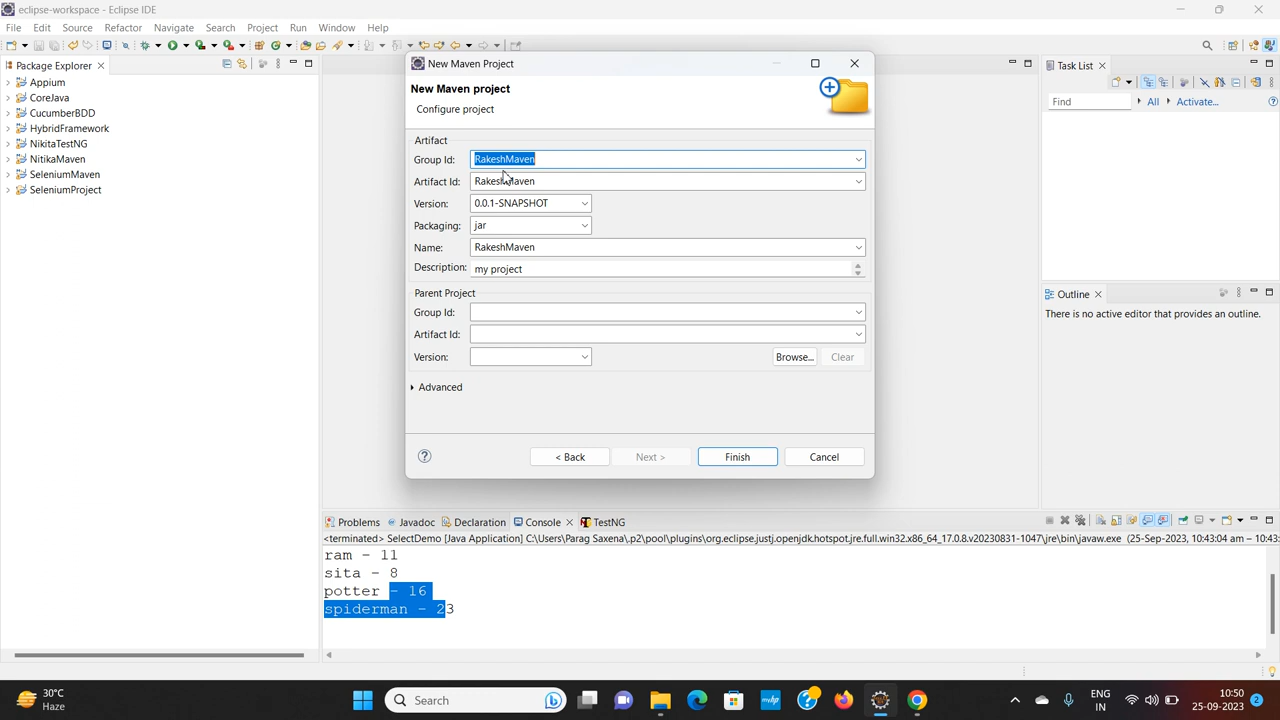 eclipse-workspace - Eclipse IDE
File Edit Source Refactor Navigate Search Project Run Window Help
Package Explorer
Appium
CoreJava
CucumberBDD
HybridFramework
NikitaTestNG
NitikaMaven
SeleniumMaven
SeleniumProject
New Maven Project
New Maven project
Configure project
Artifact
Group Id: RakeshMaven
Artifact Id: RakeshMaven
Version: 0.0.1-SNAPSHOT
Packaging: jar
Name: RakeshMaven
Description: my project
Parent Project
Group Id:
Artifact Id:
Version: Browse... Clear
Advanced
< Back Next > Finish Cancel
Task List
Find All Activate...
Outline
There is no active editor that provides an outline.
Problems Javadoc Declaration Console TestNG
<terminated> SelectDemo [Java Application] C:\Users\Parag Saxena\.p2\pool\plugins\org.eclipse.justj.openjdk.hotspot.jre.full.win32.x86_64_17.0.8.v20230831-1047\jre\bin\javaw.exe (25-Sep-2023, 10:43:04 am – 10:43:
ram - 11
sita - 8
potter - 16
spiderman - 23
30°C
Haze
Search
ENG
IN
10:50
25-09-2023
2